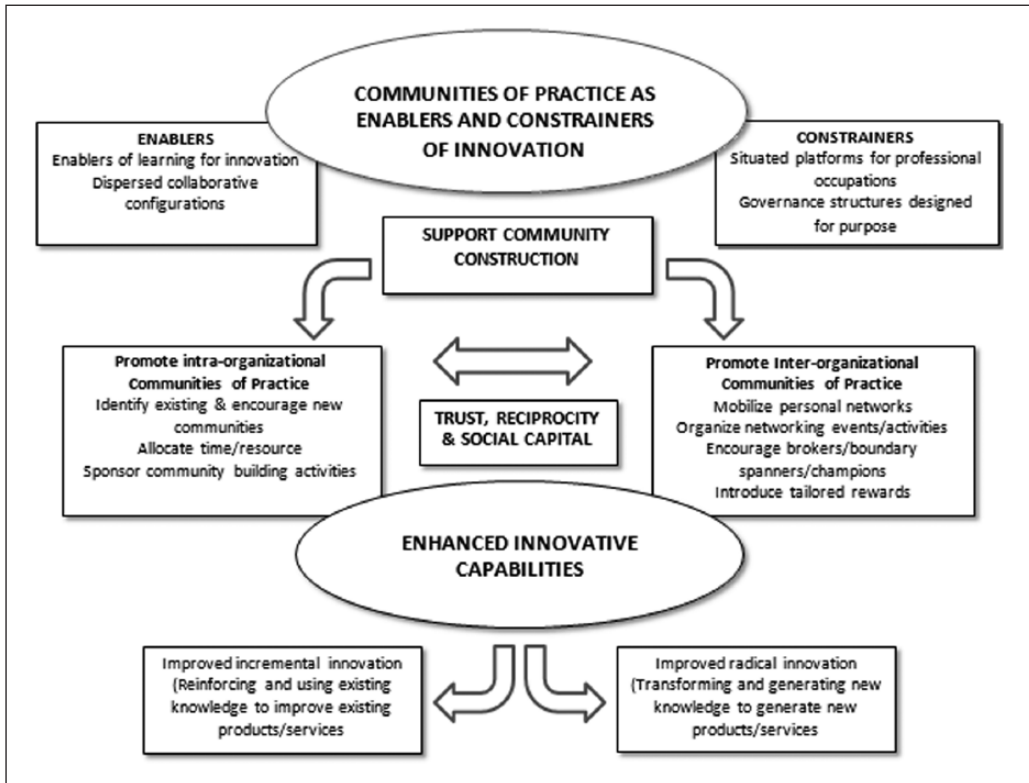 COMMUNITIES OF PRACTICE AS
ENABLERS AND CONSTRAINERS
OF INNOVATION
ENABLERS
Enablers of learning for innovation
Dispersed collaborative
configurations
CONSTRAINERS
Situated platforms for professional
occupations
Governance structures designed
for purpose
SUPPORT COMMUNITY
CONSTRUCTION
Promote intra-organizational
Communities of Practice
Identify existing & encourage new
communities
Allocate time/resource
Sponsor community building activities
TRUST, RECIPROCITY
& SOCIAL CAPITAL
Promote Inter-organizational
Communities of Practice
Mobilize personal networks
Organize networking events/activities
Encourage brokers/boundary
spanners/champions
Introduce tailored rewards
ENHANCED INNOVATIVE
CAPABILITIES
Improved incremental innovation
(Reinforcing and using existing
knowledge to improve existing
products/services
Improved radical innovation
(Transforming and generating new
knowledge to generate new
products/services